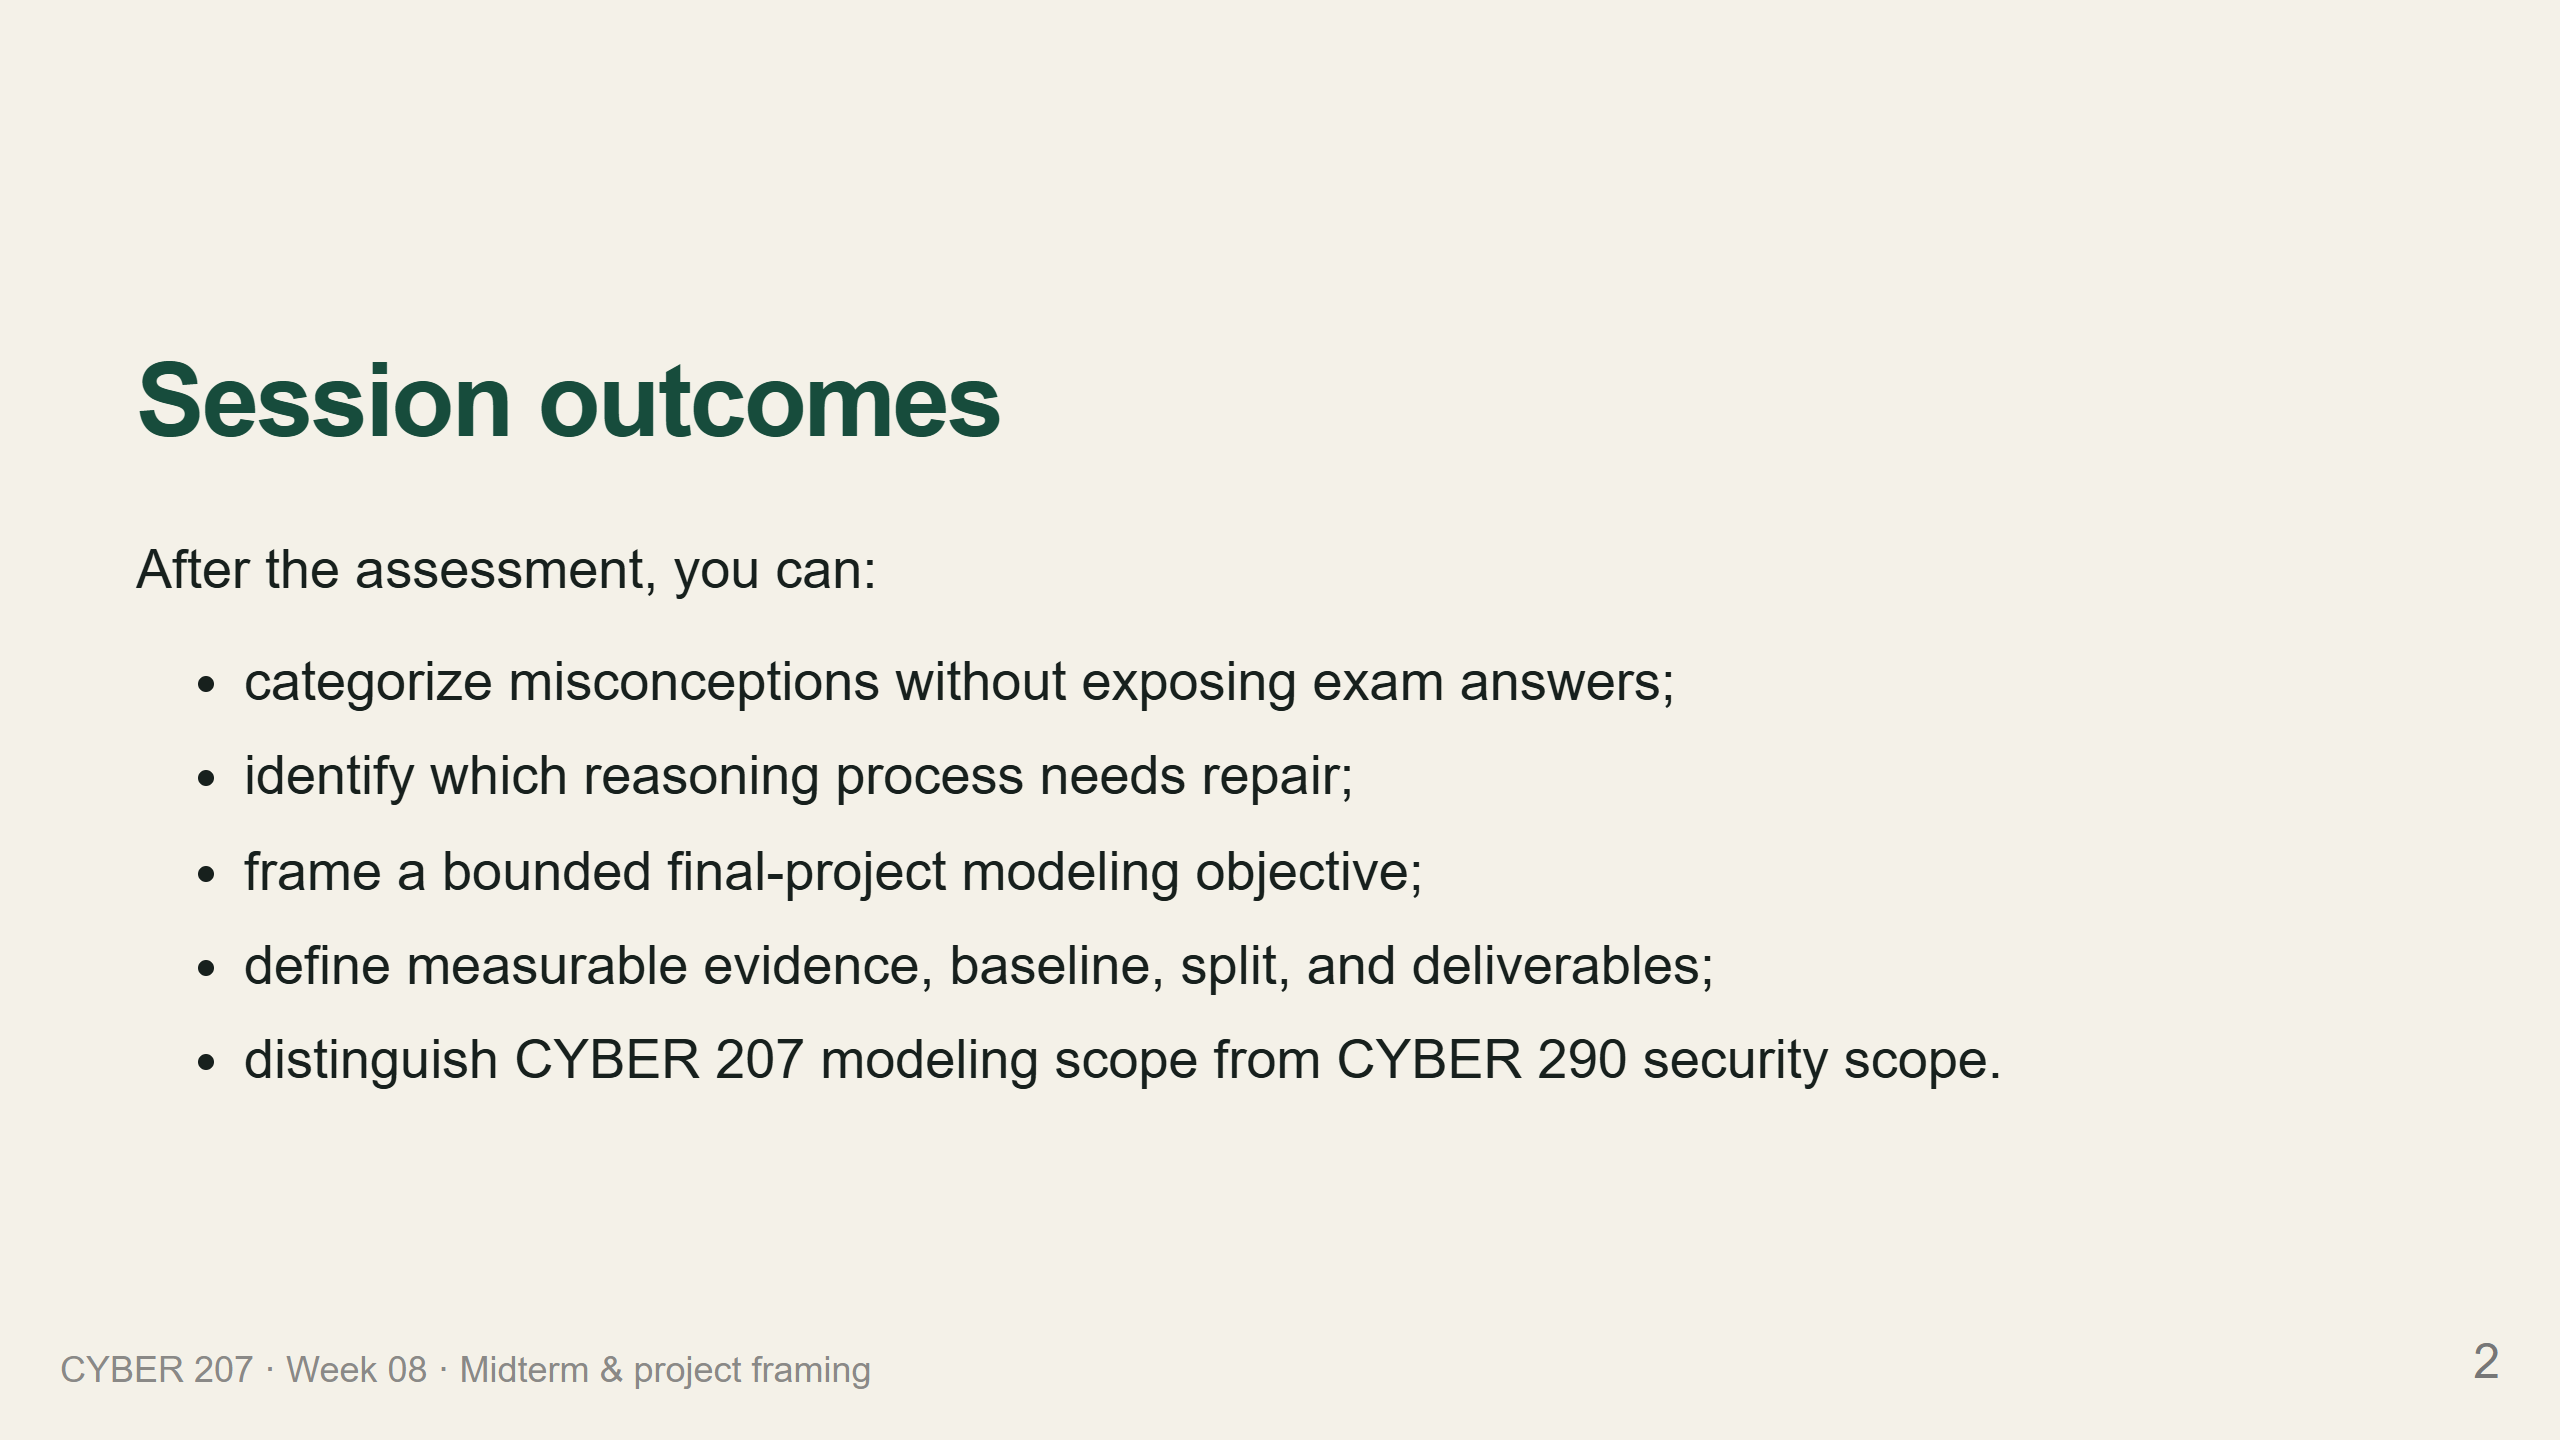 Session outcomes
After the assessment, you can:
• categorize misconceptions without exposing exam answers;
• identify which reasoning process needs repair;
• frame a bounded final-project modeling objective;
• define measurable evidence, baseline, split, and deliverables;
• distinguish CYBER 207 modeling scope from CYBER 290 security scope.
CYBER 207 · Week 08 · Midterm & project framing
2